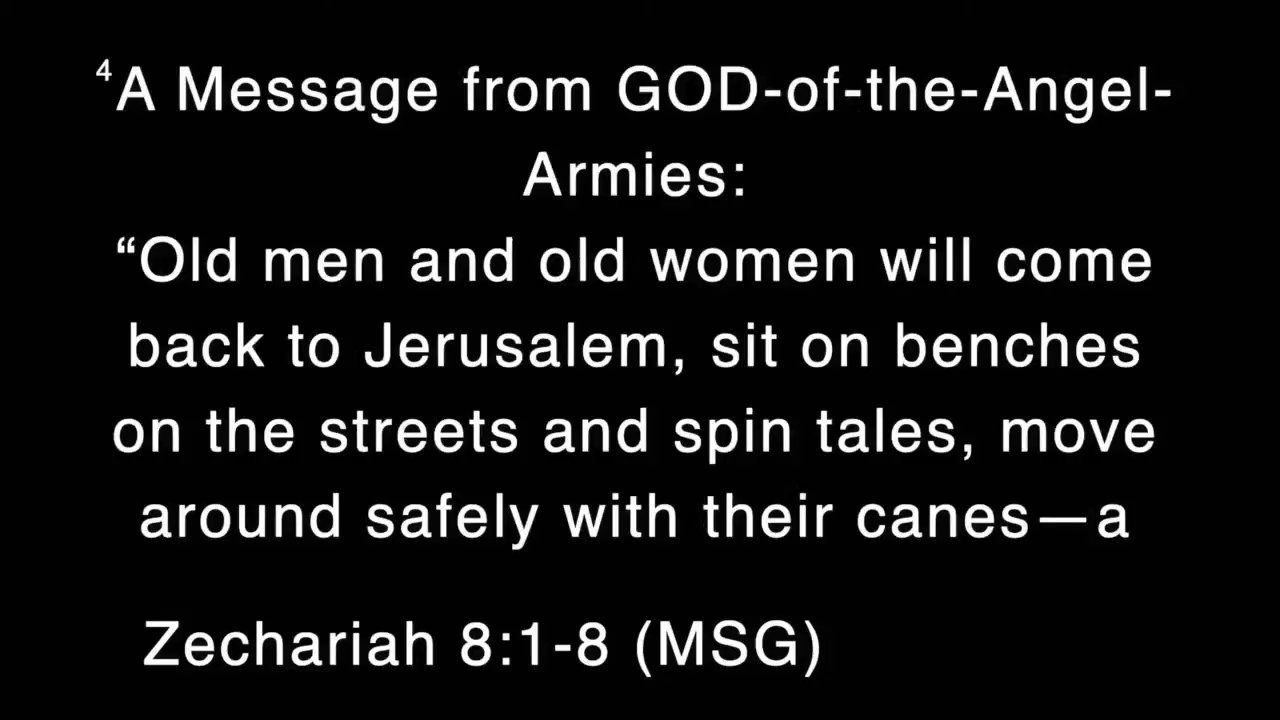 ⁴A Message from GOD-of-the-Angel-
Armies:
“Old men and old women will come
back to Jerusalem, sit on benches
on the streets and spin tales, move
around safely with their canes—a
Zechariah 8:1-8 (MSG)